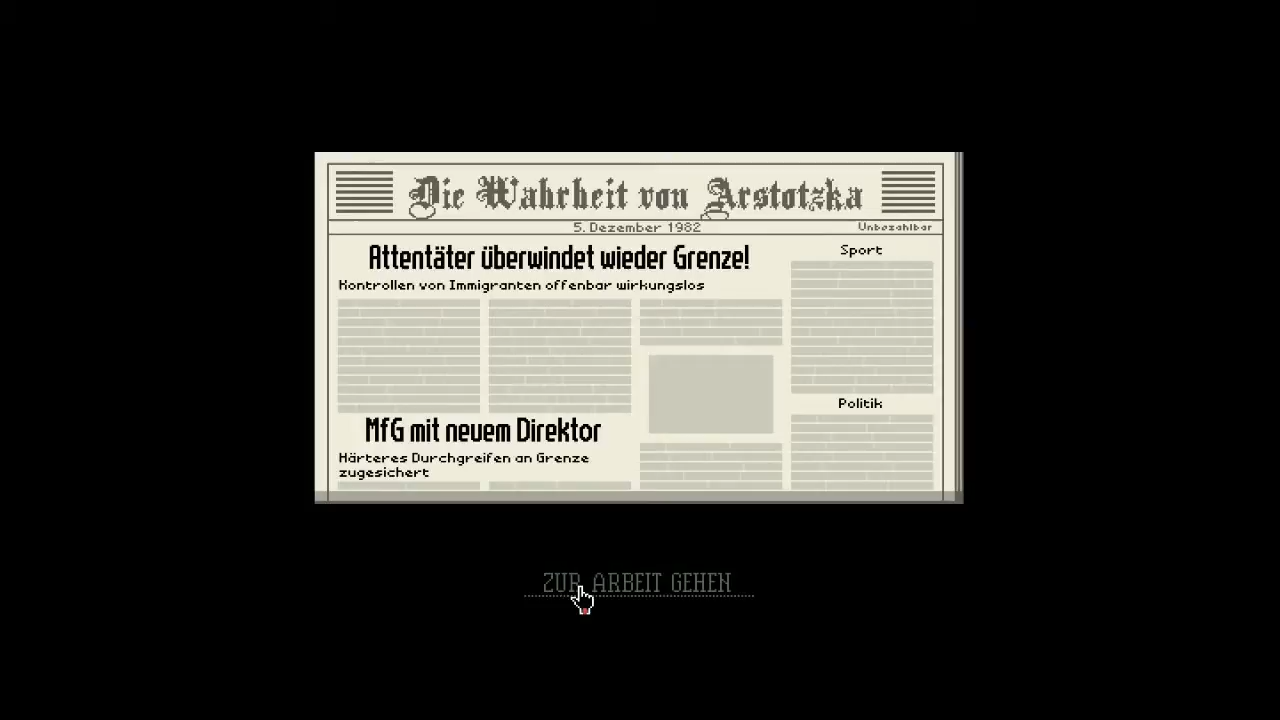 Die Wahrheit von Arstotzka
5. Dezember 1982
Unbezahlbar
Attentäter überwindet wieder Grenze!
Kontrollen von Immigranten offenbar wirkungslos
MfG mit neuem Direktor
Härteres Durchgreifen an Grenze
zugesichert
Sport
Politik
ZUR ARBEIT GEHEN